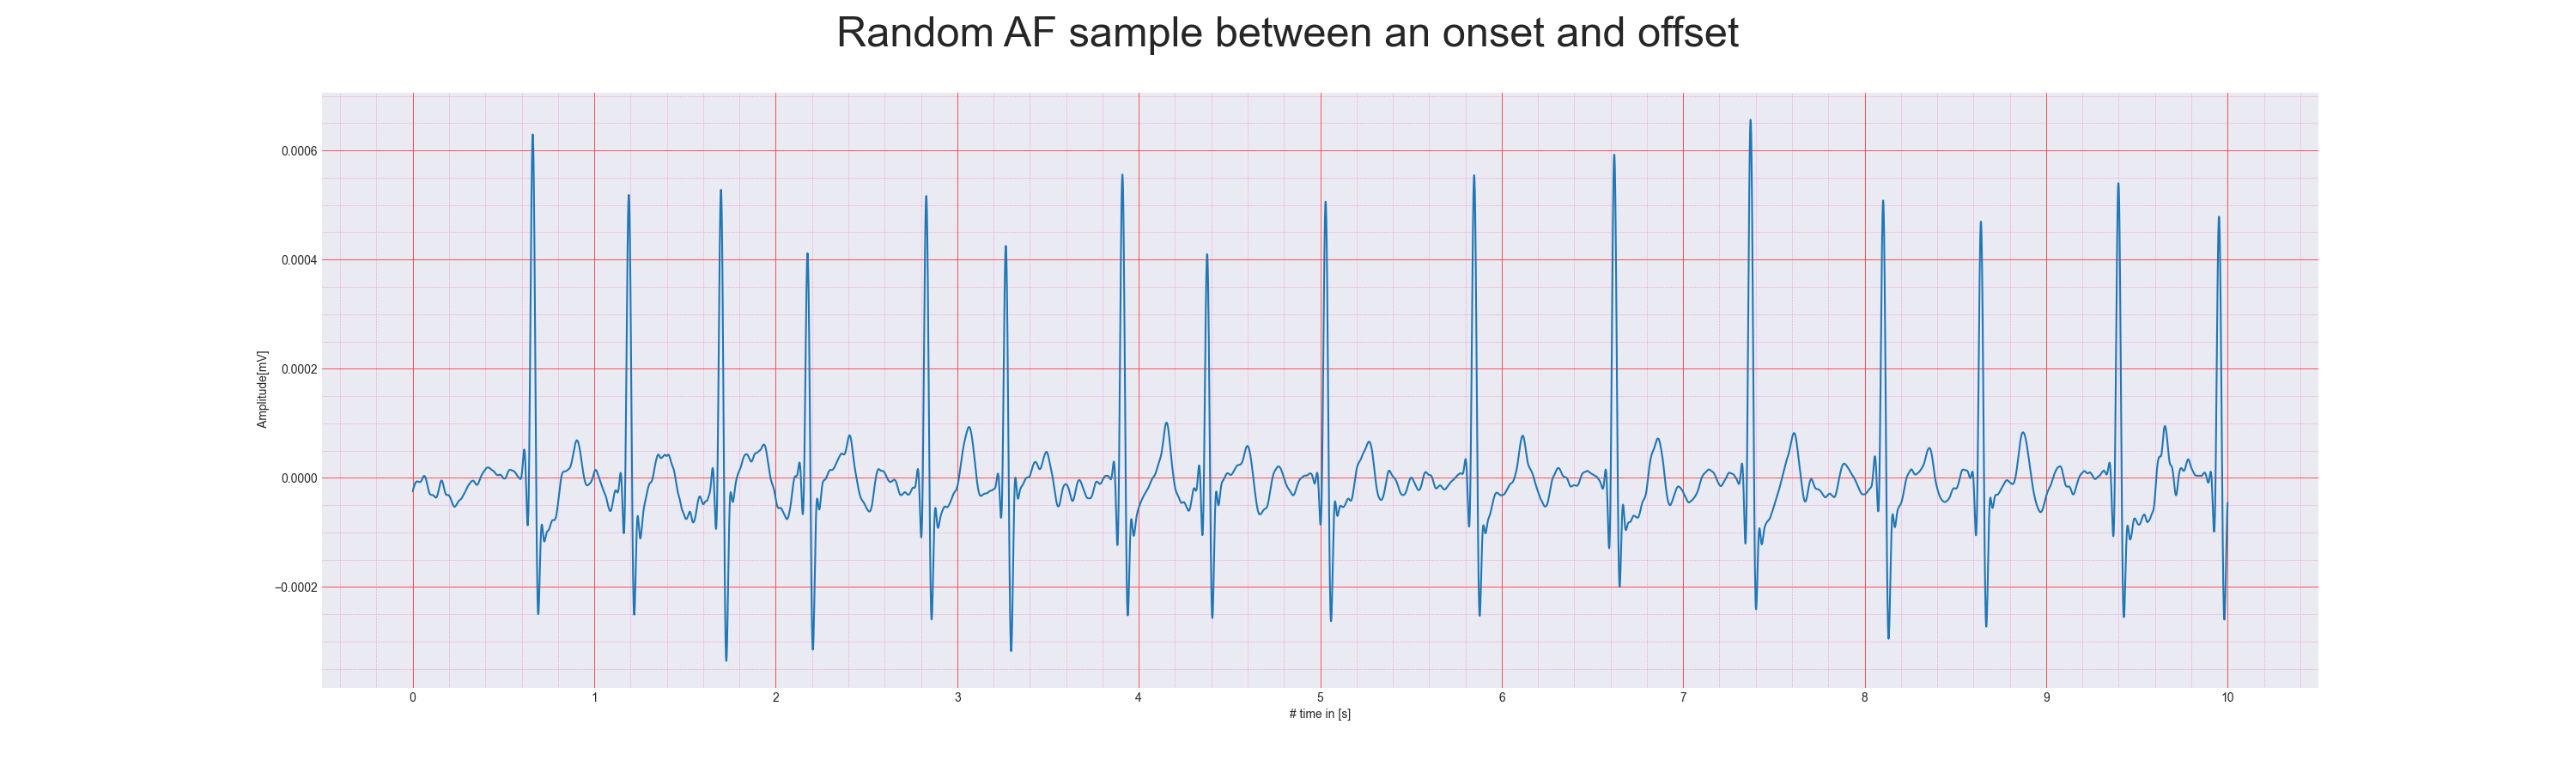 Random AF sample between an onset and offset
0.0006
0.0004
0.0002
0.0000
−0.0002
Amplitude[mV]
0 1 2 3 4 5 6 7 8 9 10
# time in [s]